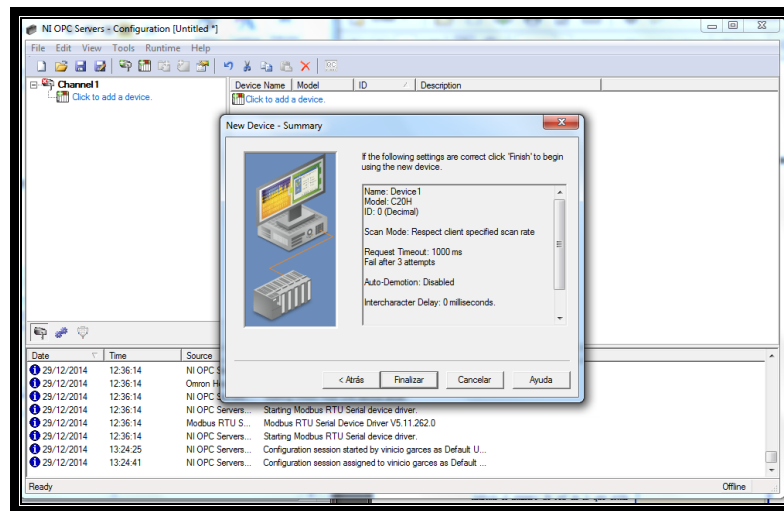 NI OPC Servers - Configuration [Untitled *]
File Edit View Tools Runtime Help
Channel1
Click to add a device.
Device Name Model ID Description
Click to add a device.
New Device - Summary
If the following settings are correct click 'Finish' to begin
using the new device.
Name: Device1
Model: C20H
ID: 0 (Decimal)
Scan Mode: Respect client specified scan rate
Request Timeout: 1000 ms
Fail after 3 attempts
Auto-Demotion: Disabled
Intercharacter Delay: 0 milliseconds.
< Atrás Finalizar Cancelar Ayuda
Date Time Source
29/12/2014 12:36:14 NI OPC
29/12/2014 12:36:14 Omron
29/12/2014 12:36:14 NI OPC
29/12/2014 12:36:14 NI OPC Servers... Starting Modbus RTU Serial device driver.
29/12/2014 12:36:14 Modbus RTU S... Modbus RTU Serial Device Driver V5.11.262.0
29/12/2014 12:36:14 NI OPC Servers... Starting Modbus RTU Serial device driver.
29/12/2014 13:24:25 NI OPC Servers... Configuration session started by vinicio garces as Default U...
29/12/2014 13:24:41 NI OPC Servers... Configuration session assigned to vinicio garces as Default ...
Ready Offline